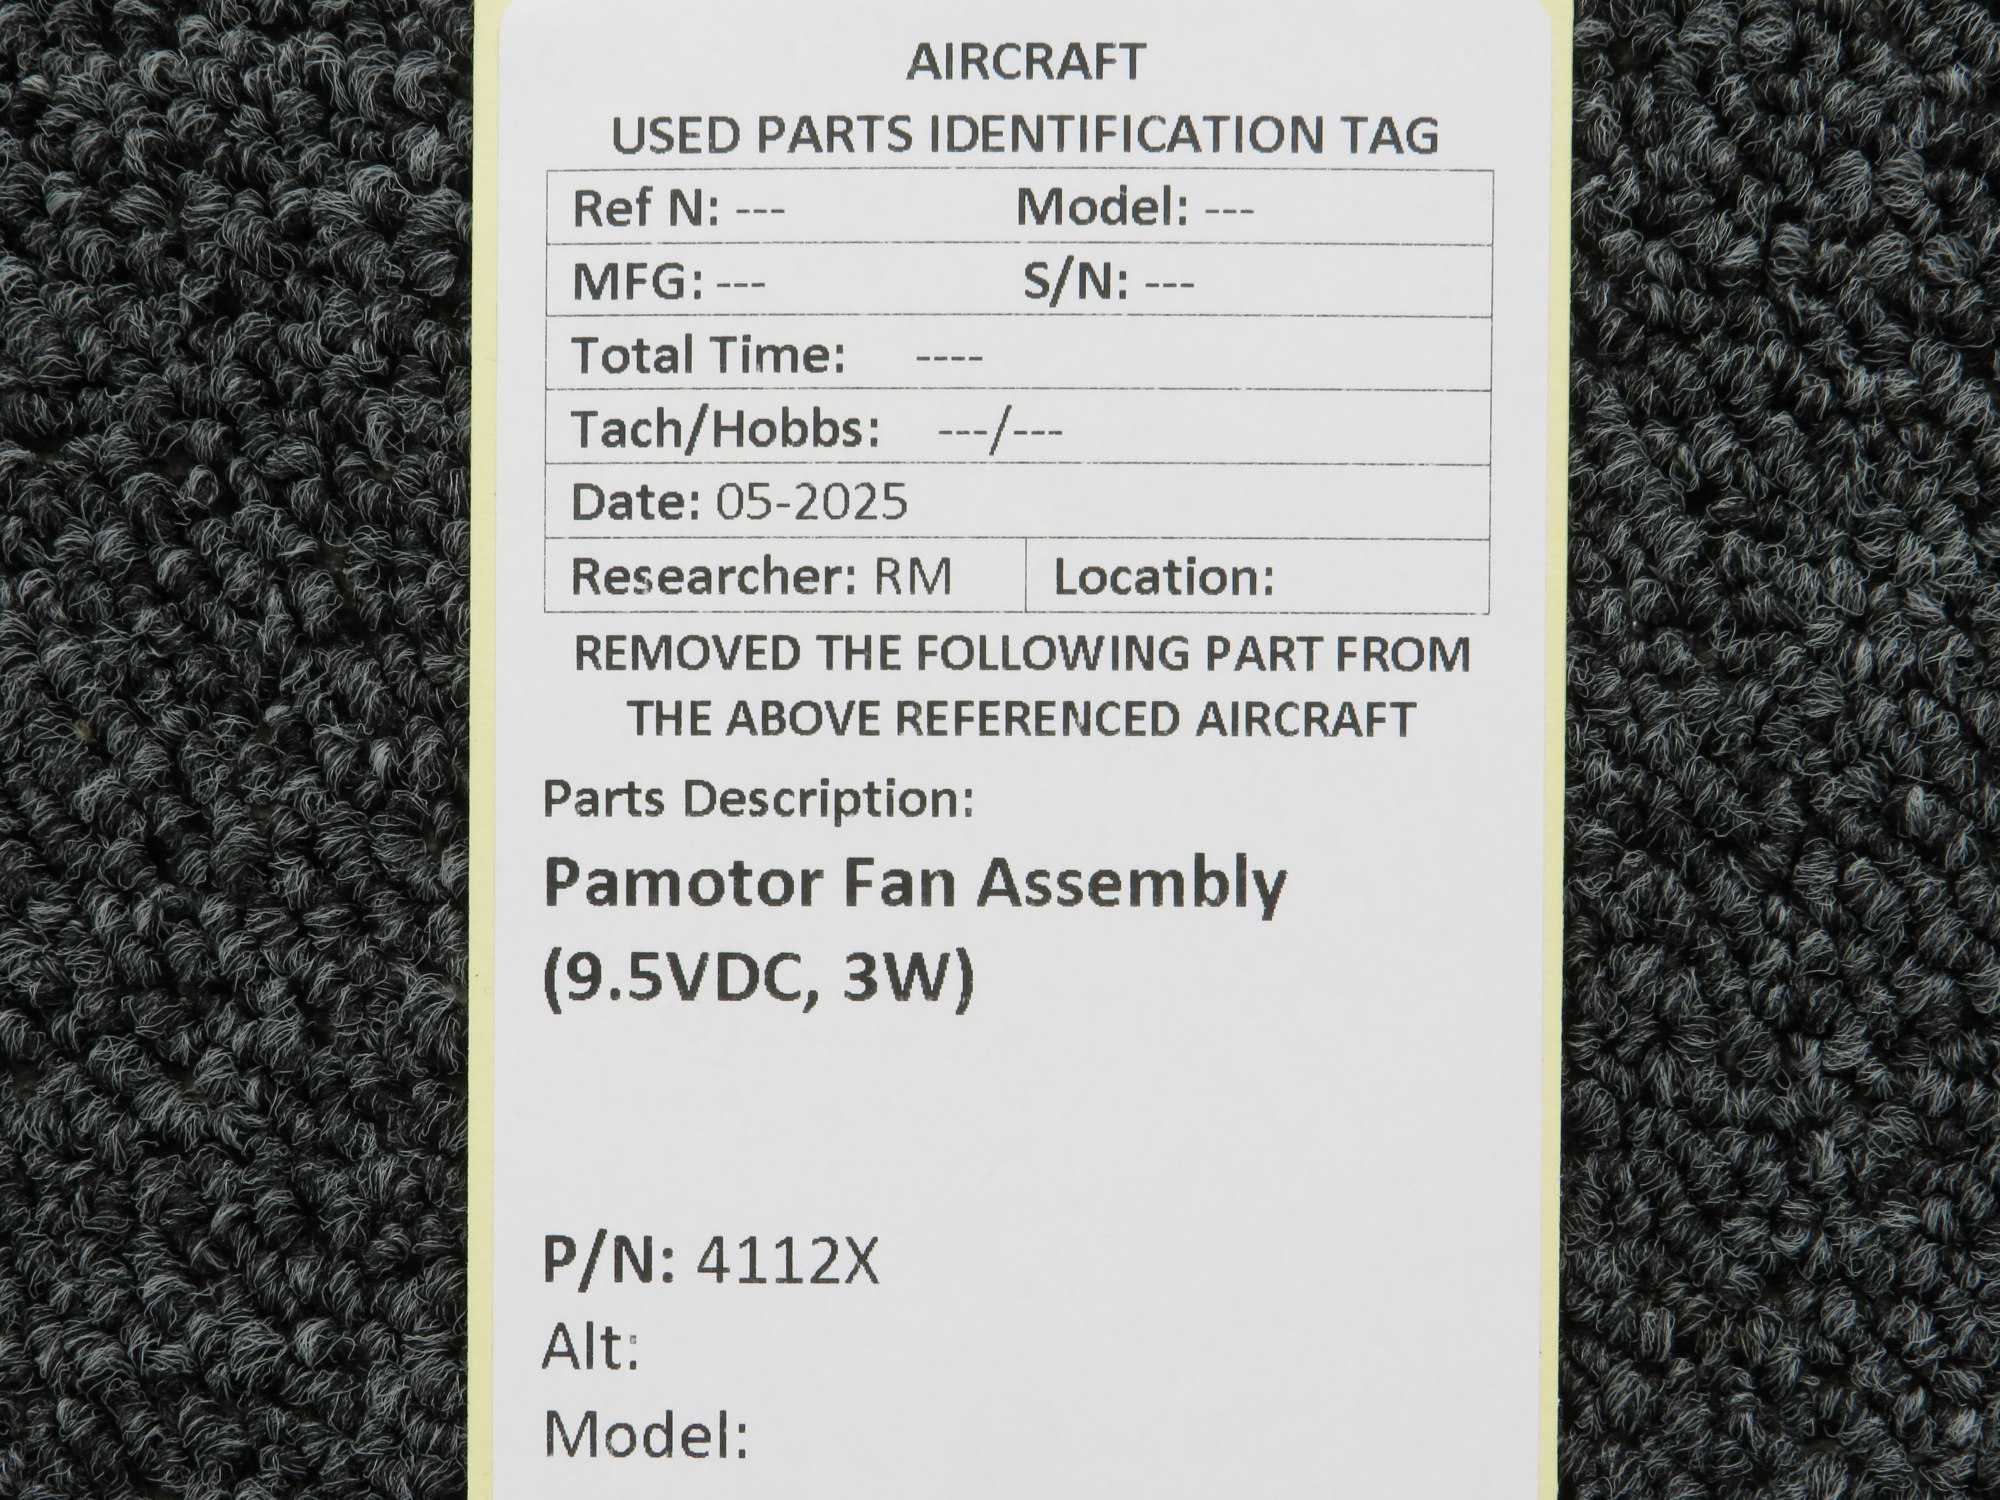 AIRCRAFT
USED PARTS IDENTIFICATION TAG
Ref N: --- Model: ---
MFG: --- S/N: ---
Total Time: ----
Tach/Hobbs: ---/---
Date: 05-2025
Researcher: RM Location:
REMOVED THE FOLLOWING PART FROM
THE ABOVE REFERENCED AIRCRAFT
Parts Description:
Pamotor Fan Assembly
(9.5VDC, 3W)
P/N: 4112X
Alt:
Model: